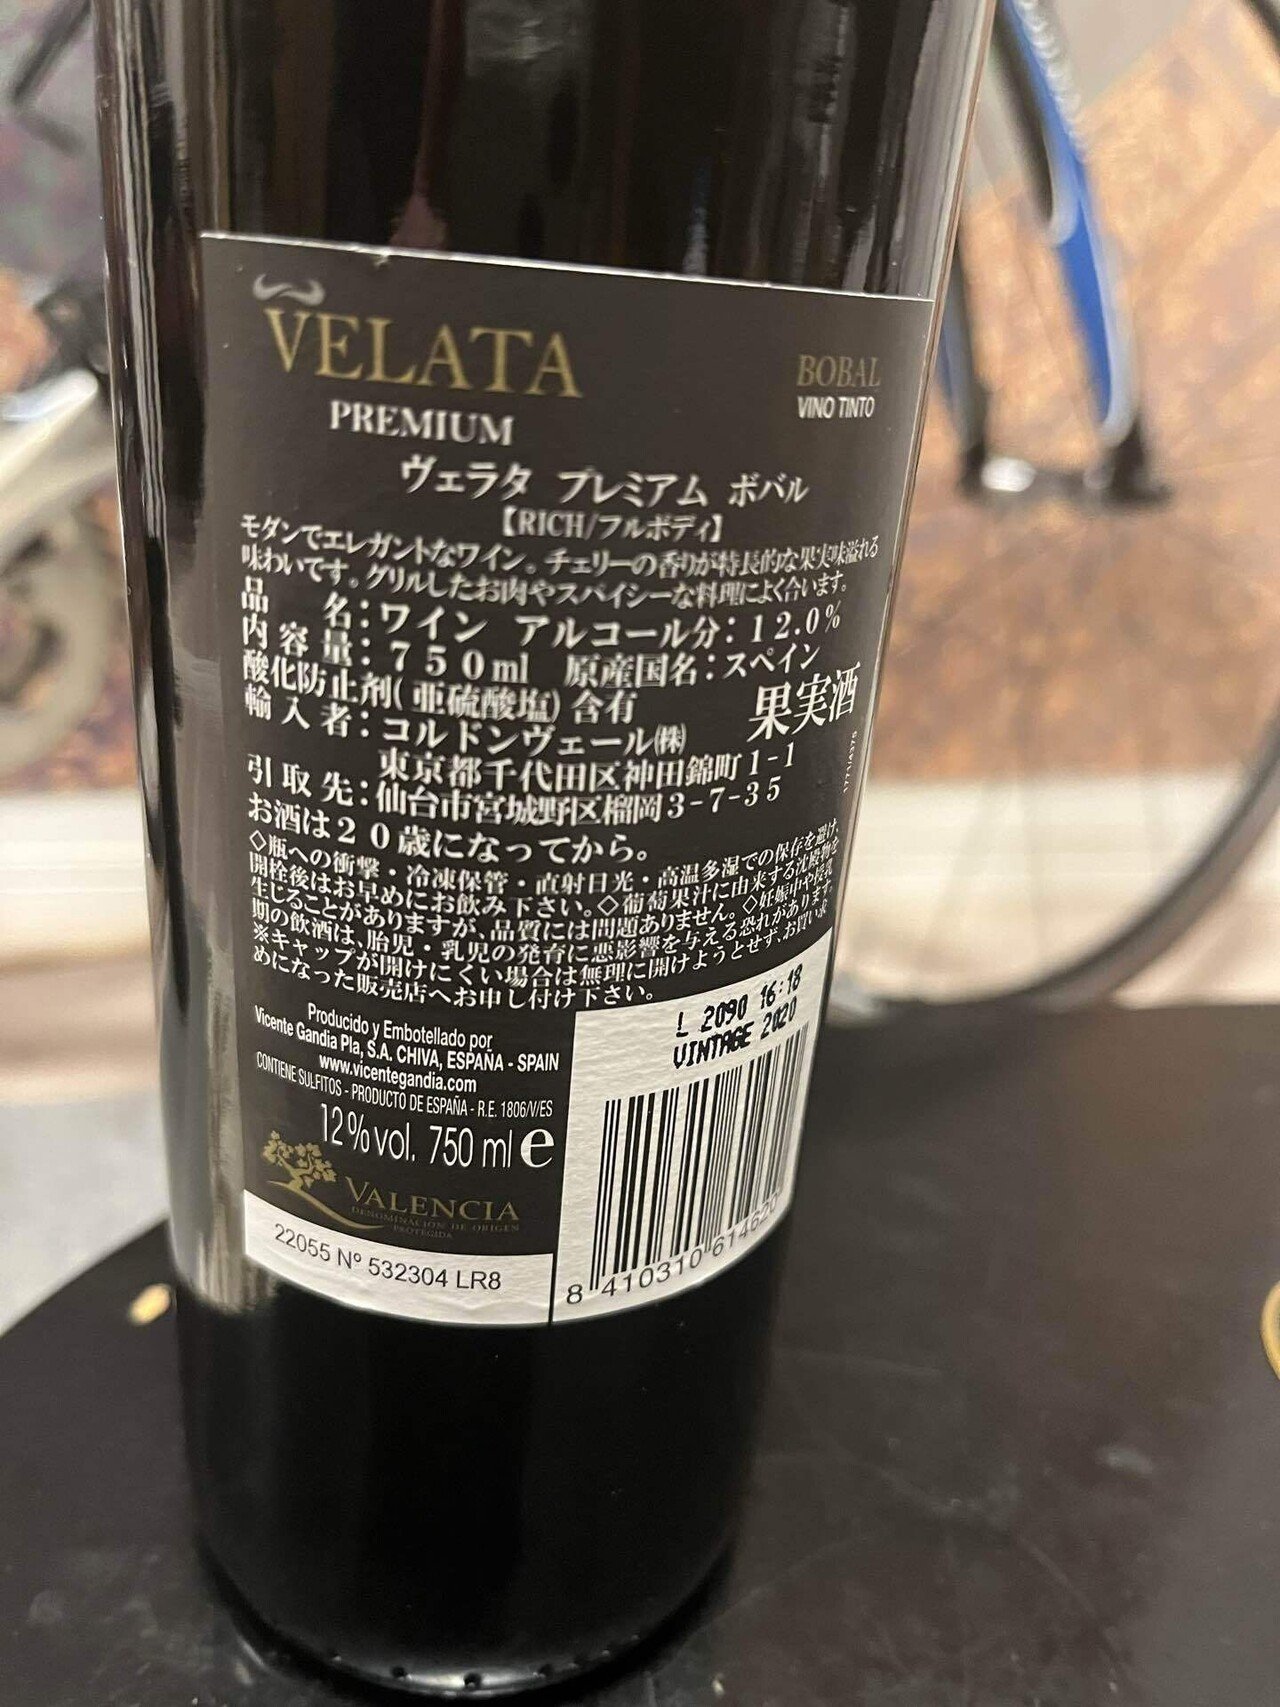 VELATA
PREMIUM
BOBAL
VINO TINTO
ヴェラタ プレミアム ボバル
【RICH/フルボディ】
モダンでエレガントなワイン。チェリーの香りが特長的な果実味溢れる
味わいです。グリルしたお肉やスパイシーな料理によく合います。
品 名：ワイン アルコール分：12.0%
内容量：750ml 原産国名：スペイン
酸化防止剤(亜硫酸塩)含有
果実酒
輸入者：コルドンヴェール㈱
東京都千代田区神田錦町1-1
引取先：仙台市宮城野区榴岡3-7-35
お酒は20歳になってから。
◇瓶への衝撃・冷凍保管・直射日光・高温多湿での保存を避け、
開栓後はお早めにお飲み下さい。◇葡萄果汁に由来する沈殿物を
生じることがありますが、品質には問題ありません。◇妊娠中や授乳
期の飲酒は、胎児・乳児の発育に悪影響を与える恐れがあります。
※キャップが開けにくい場合は無理に開けようとせず、お買い求
めになった販売店へお申し付け下さい。
1771/4375
Producido y Embotellado por
Vicente Gandia Pla, S.A. CHIVA, ESPAÑA - SPAIN
www.vicentegandia.com
CONTIENE SULFITOS - PRODUCTO DE ESPAÑA - R.E. 1806/V/ES
12%vol. 750 ml e
VALENCIA
DENOMINACIÓN DE ORIGEN
PROTEGIDA
22055 Nº 532304 LR8
L 2090 16:18
VINTAGE 2020
8 410310 614620